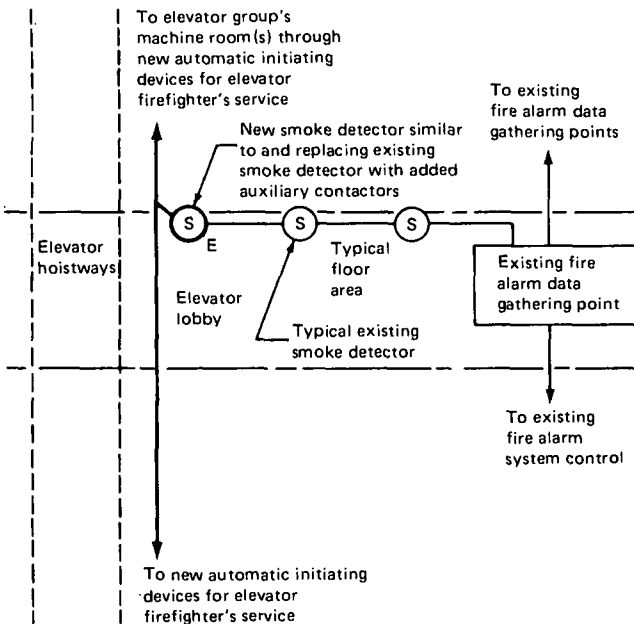 To elevator group's
machine room(s) through
new automatic initiating
devices for elevator
firefighter's service
To existing
fire alarm data
gathering points
New smoke detector similar
to and replacing existing
smoke detector with added
auxiliary contactors
S
S
S
E
Elevator
hoistways
Elevator
lobby
Typical
floor
area
Existing fire
alarm data
gathering point
Typical existing
smoke detector
To existing
fire alarm
system control
To new automatic initiating
devices for elevator
firefighter's service